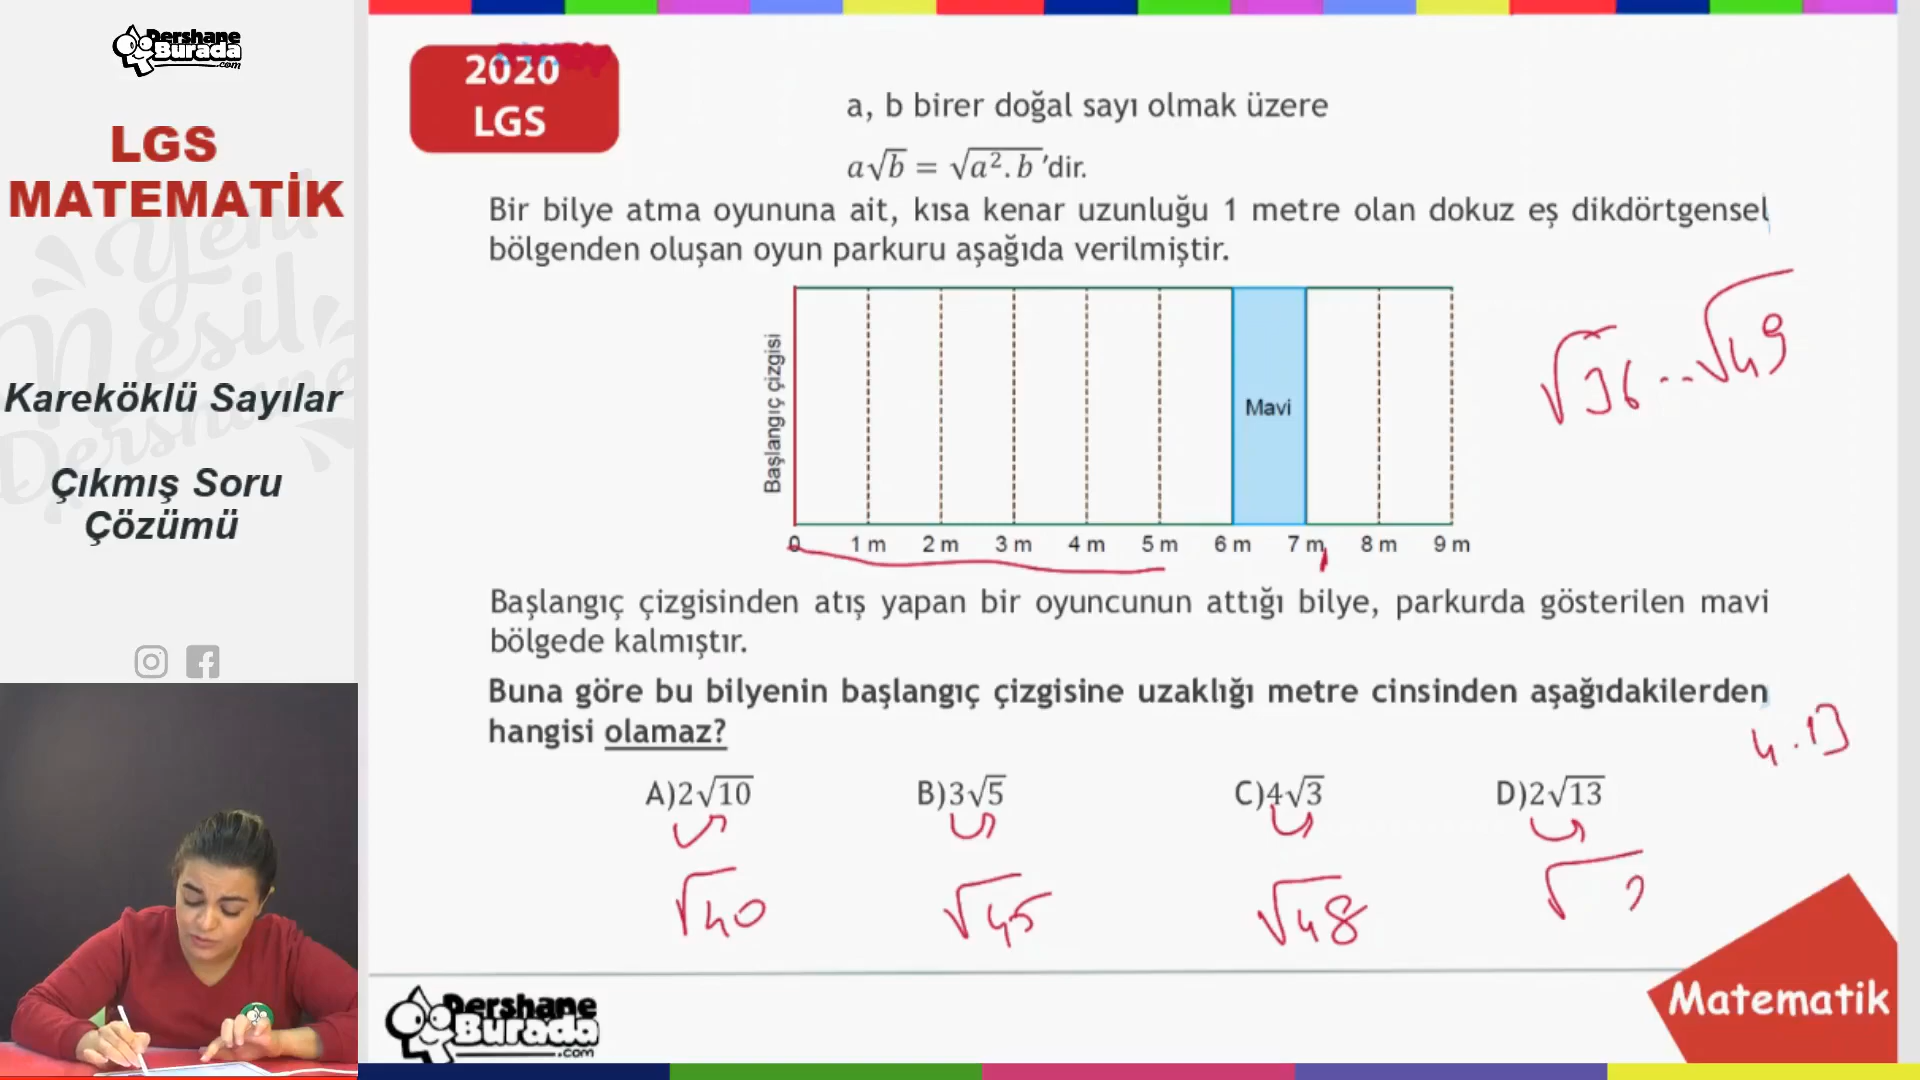 Dershane
Burada
.com
LGS
MATEMATİK
Yeni
Nesil
Dershane
Kareköklü Sayılar
Çıkmış Soru
Çözümü
2020
LGS
a, b birer doğal sayı olmak üzere
a√b = √a².b 'dir.
Bir bilye atma oyununa ait, kısa kenar uzunluğu 1 metre olan dokuz eş dikdörtgensel
bölgenden oluşan oyun parkuru aşağıda verilmiştir.
Başlangıç çizgisi
Mavi
0 1 m 2 m 3 m 4 m 5 m 6 m 7 m 8 m 9 m
√36 .. √49
Başlangıç çizgisinden atış yapan bir oyuncunun attığı bilye, parkurda gösterilen mavi
bölgede kalmıştır.
Buna göre bu bilyenin başlangıç çizgisine uzaklığı metre cinsinden aşağıdakilerden
hangisi olamaz?
4.13
A)2√10 B)3√5 C)4√3 D)2√13
√40 √45 √48 √ 2
Dershane
Burada
.com
Matematik